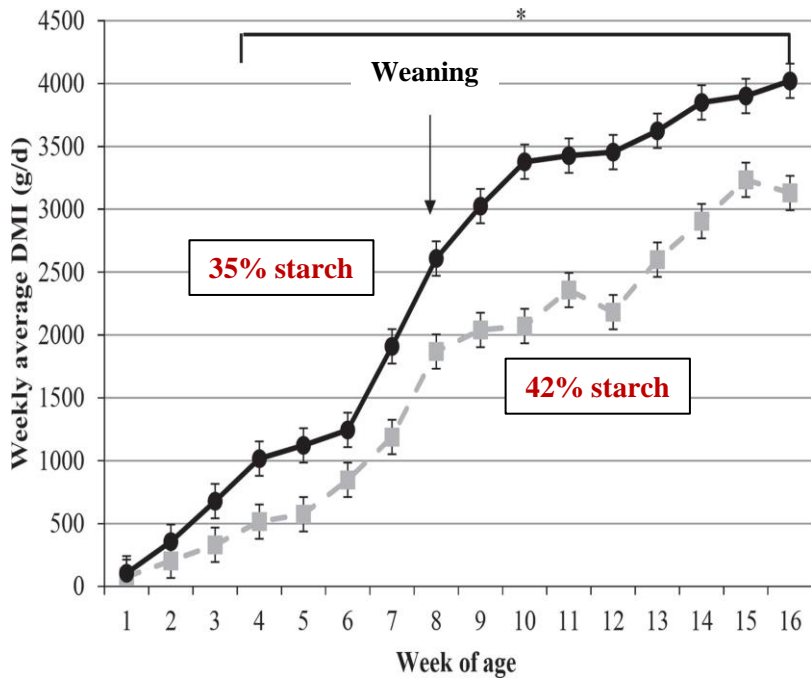 *
Weaning
35% starch
42% starch
Weekly average DMI (g/d)
4500
4000
3500
3000
2500
2000
1500
1000
500
0
1 2 3 4 5 6 7 8 9 10 11 12 13 14 15 16
Week of age